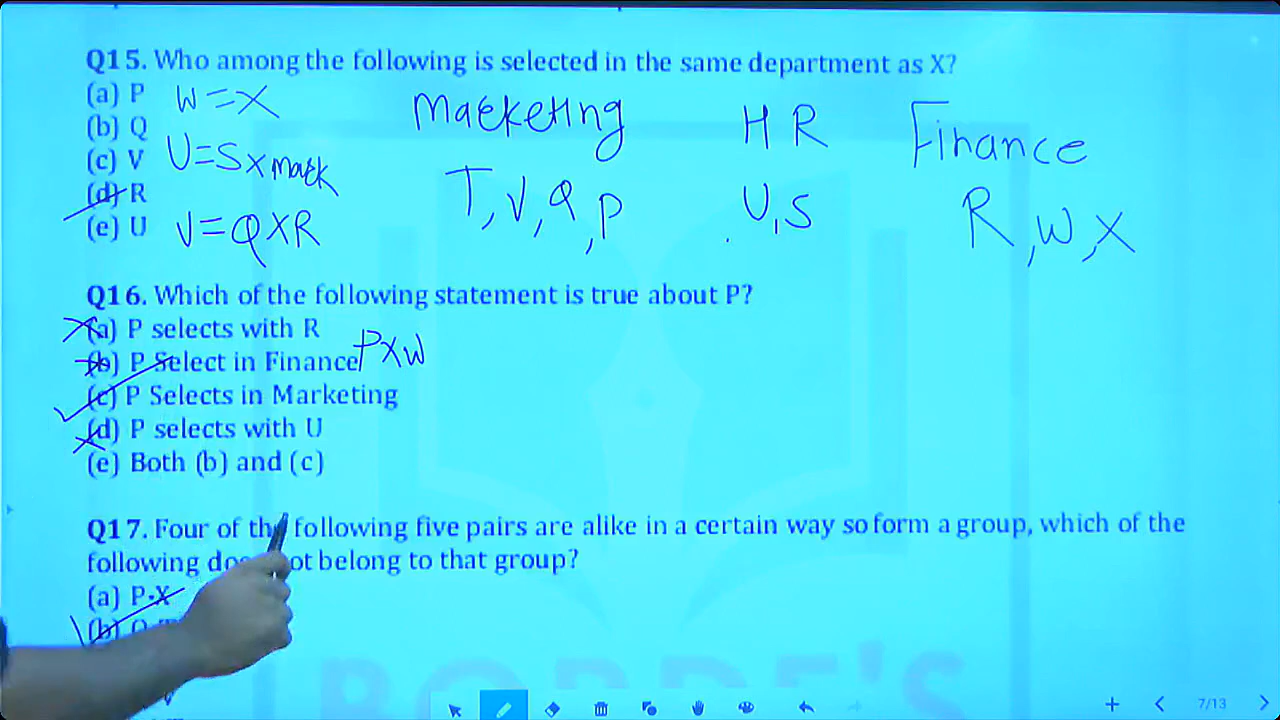 Q15. Who among the following is selected in the same department as X?
(a) P W = X Marketing H R Finance
(b) Q
(c) V U = S X Mark
(d) R T, V, Q, P U, S R, W, X
(e) U V = Q X R
Q16. Which of the following statement is true about P?
(a) P selects with R
(b) P Select in Finance P X W
(c) P Selects in Marketing
(d) P selects with U
(e) Both (b) and (c)
Q17. Four of the following five pairs are alike in a certain way so form a group, which of the
following not belong to that group?
(a) P-X
(b)
7/13